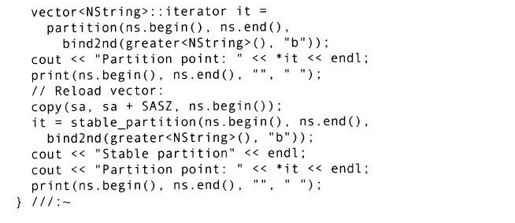 vector<NString>::iterator it =
partition(ns.begin(), ns.end(),
bind2nd(greater<NString>(), "b"));
cout << "Partition point: " << *it << endl;
print(ns.begin(), ns.end(), "", " ");
// Reload vector:
copy(sa, sa + SASZ, ns.begin());
it = stable_partition(ns.begin(), ns.end(),
bind2nd(greater<NString>(), "b"));
cout << "Stable partition" << endl;
cout << "Partition point: " << *it << endl;
print(ns.begin(), ns.end(), "", " ");
} ///:~